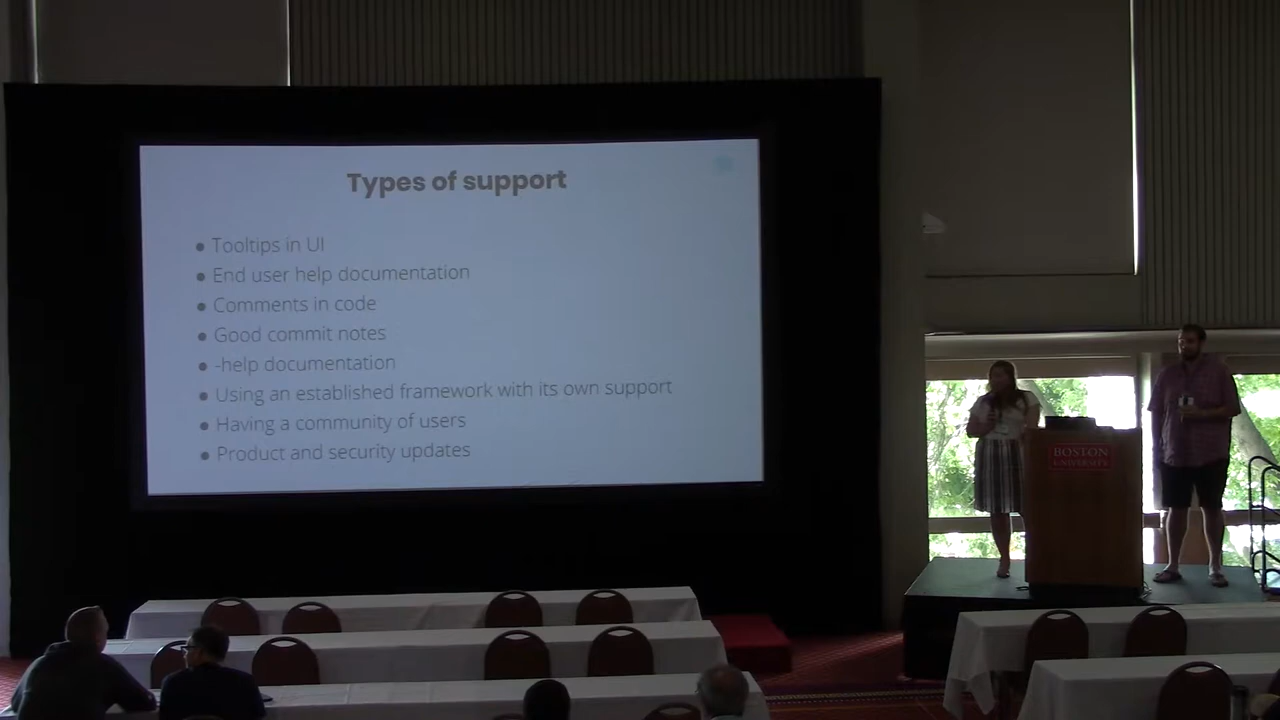 Types of support
● Tooltips in UI
● End user help documentation
● Comments in code
● Good commit notes
● -help documentation
● Using an established framework with its own support
● Having a community of users
● Product and security updates
BOSTON
UNIVERSITY